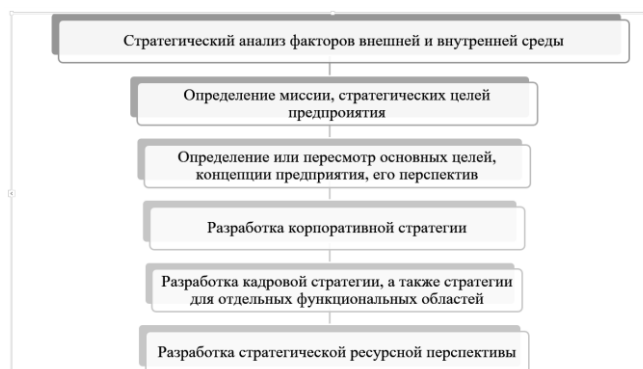 Стратегический анализ факторов внешней и внутренней среды
Определение миссии, стратегических целей
предпроиятия
Определение или пересмотр основных целей,
концепции предприятия, его перспектив
Разработка корпоративной стратегии
Разработка кадровой стратегии, а также стратегии
для отдельных функциональных областей
Разработка стратегической ресурсной перспективы